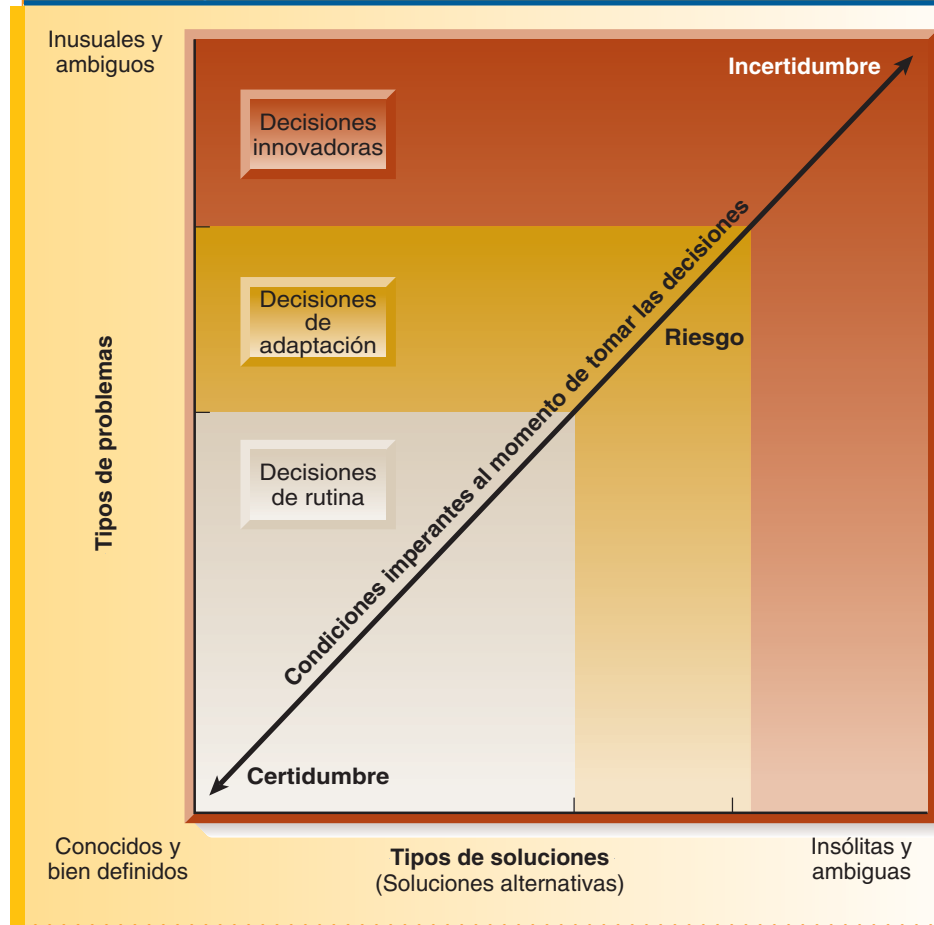 Inusuales y
ambiguos
Incertidumbre
Decisiones
innovadoras
Decisiones
de
adaptación
Riesgo
Condiciones imperantes al momento de tomar las decisiones
Tipos de problemas
Decisiones
de rutina
Certidumbre
Conocidos y
bien definidos
Tipos de soluciones
(Soluciones alternativas)
Insólitas y
ambiguas